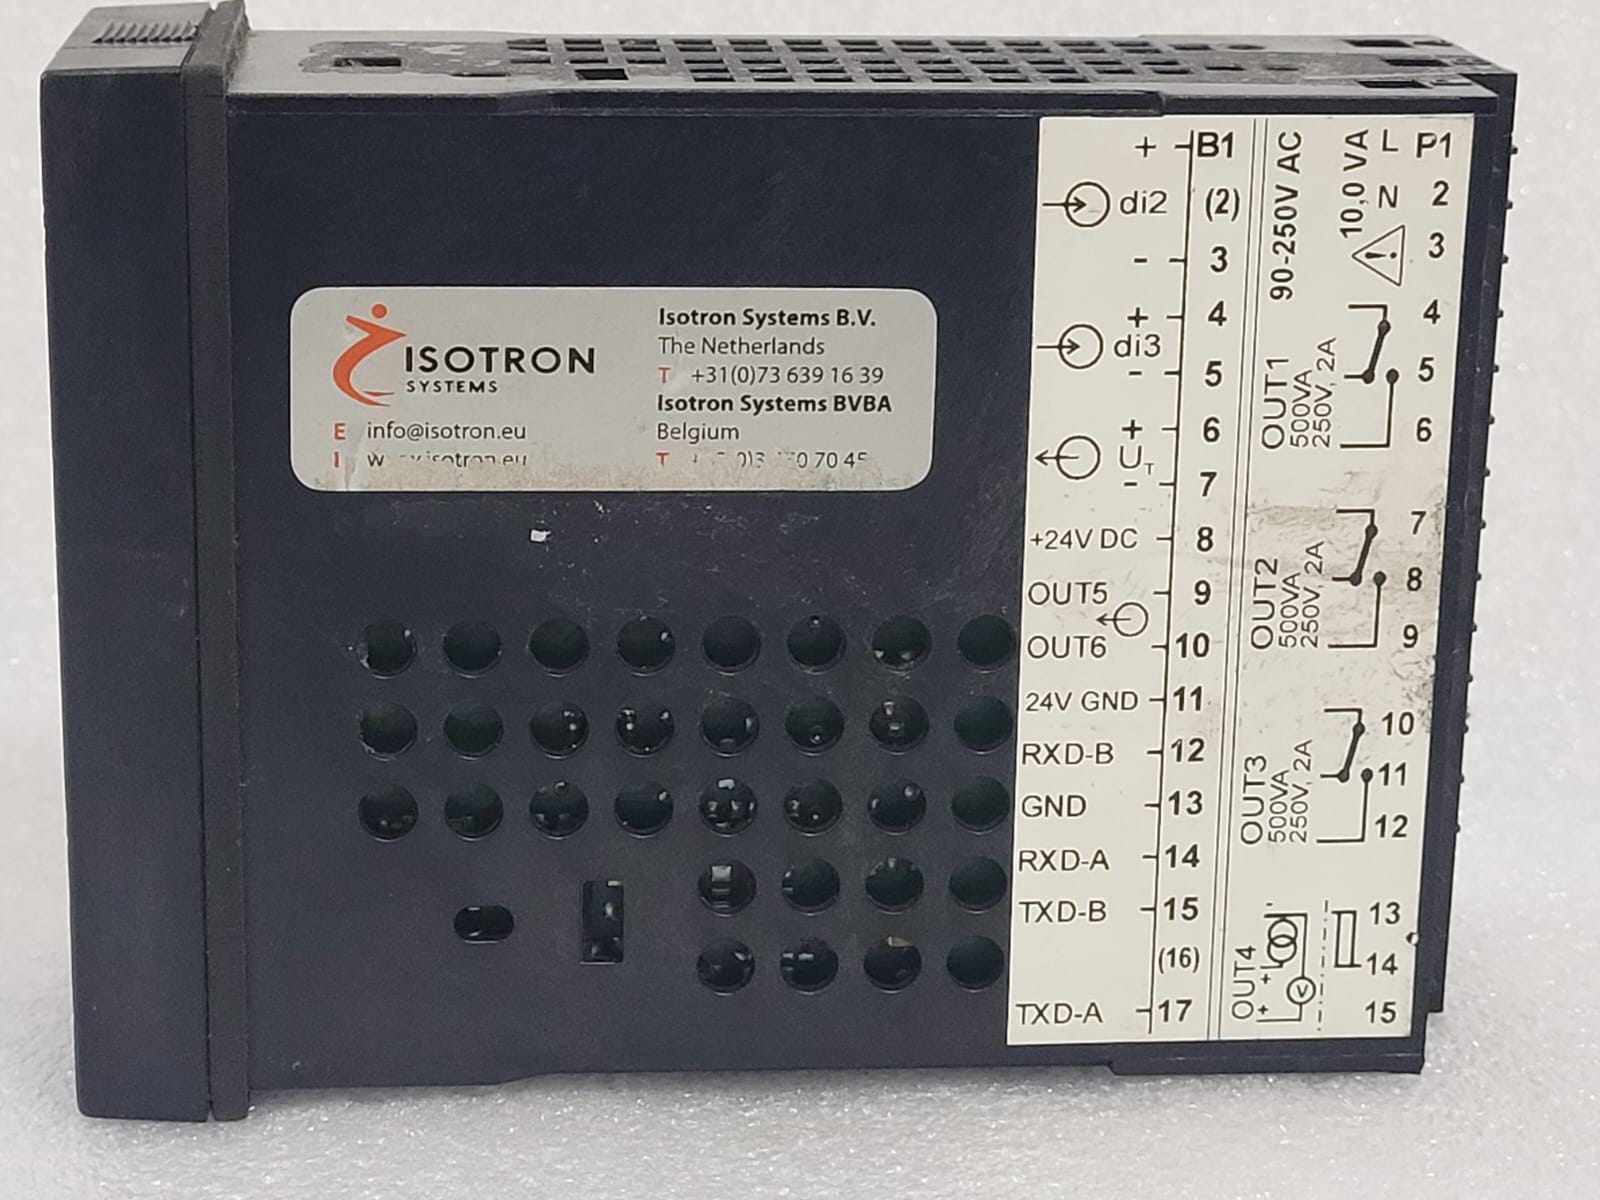 ISOTRON
SYSTEMS
E info@isotron.eu
I
Isotron Systems B.V.
The Netherlands
T +31(0)73 639 16 39
Isotron Systems BVBA
Belgium
T 70 45
+ B1
di2 (2)
- 3
+ 4
di3
- 5
+ 6
UT
- 7
+24V DC 8
OUT5 9
OUT6 10
24V GND 11
RXD-B 12
GND 13
RXD-A 14
TXD-B 15
(16)
TXD-A 17
90-250V AC
10,0 VA
L P1
N 2
3
OUT1
500VA
250V, 2A
4
5
6
OUT2
500VA
250V, 2A
7
8
9
OUT3
500VA
250V, 2A
10
11
12
OUT4
+ + -
V
13
14
15